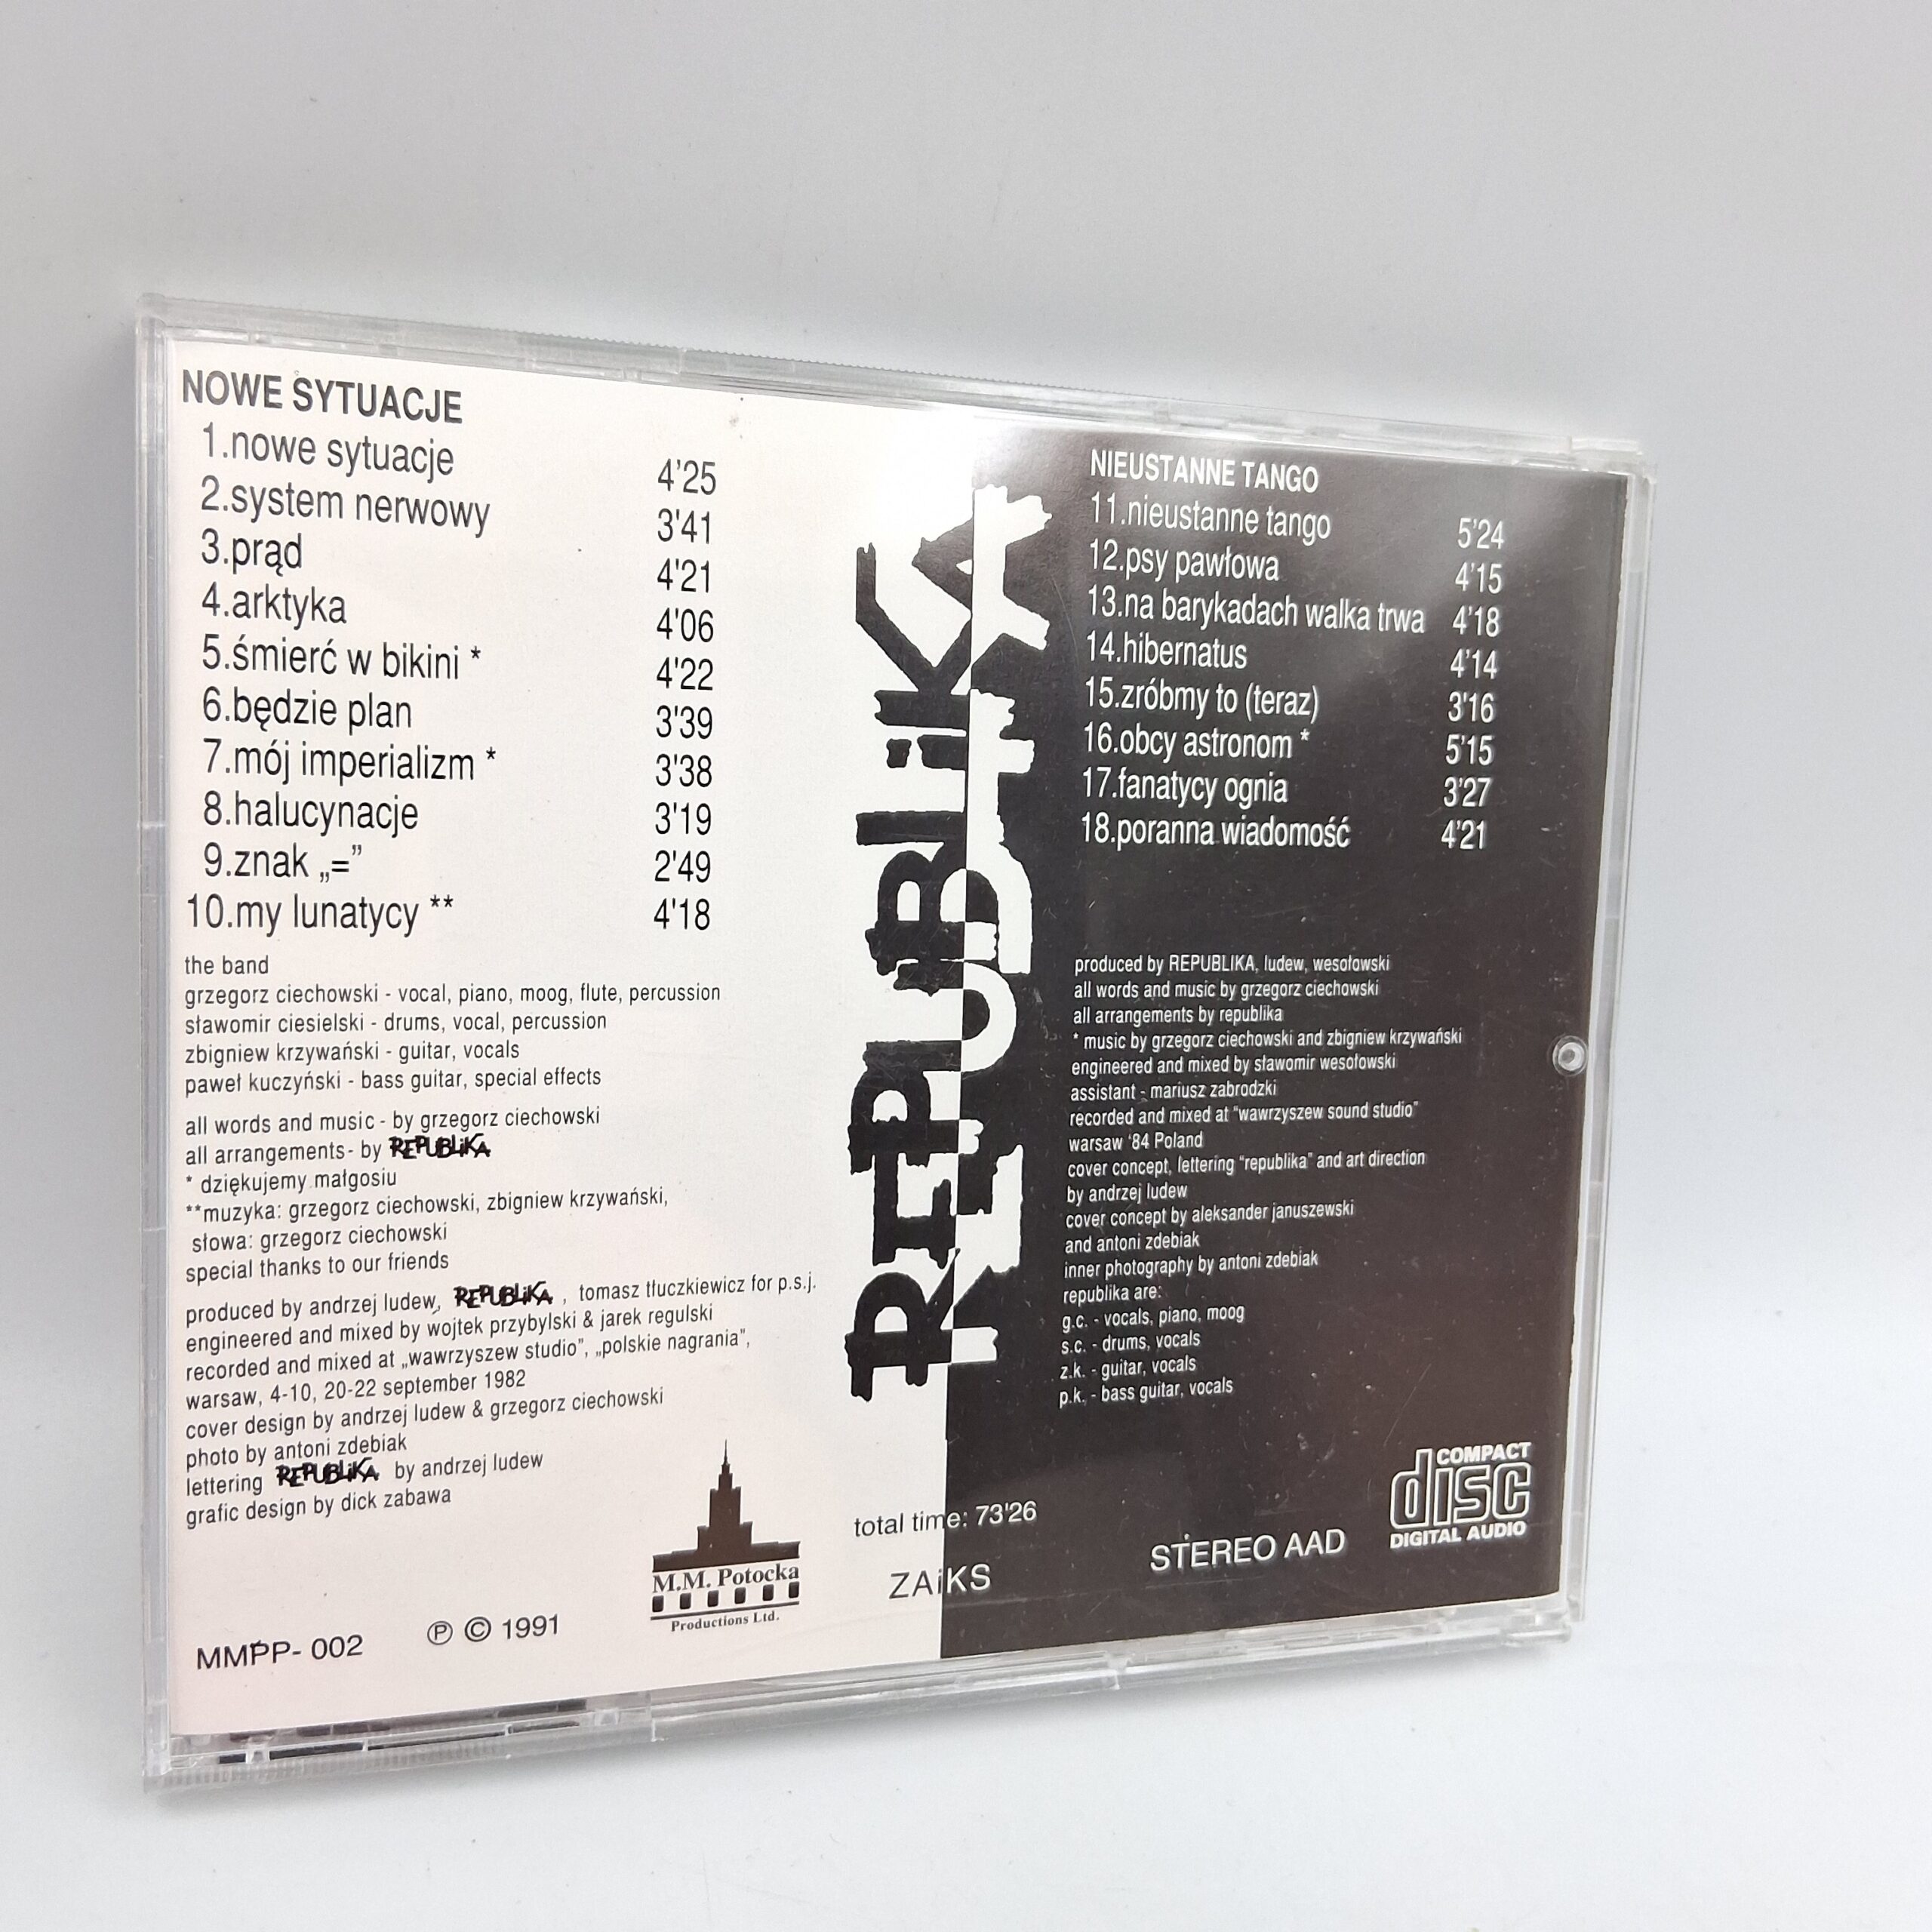 NOWE SYTUACJE
1.nowe sytuacje 4'25
2.system nerwowy 3'41
3.prąd 4'21
4.arktyka 4'06
5.śmierć w bikini * 4'22
6.będzie plan 3'39
7.mój imperializm * 3'38
8.halucynacje 3'19
9.znak „=” 2'49
10.my lunatycy ** 4'18
the band
grzegorz ciechowski - vocal, piano, moog, flute, percussion
sławomir ciesielski - drums, vocal, percussion
zbigniew krzywański - guitar, vocals
paweł kuczyński - bass guitar, special effects
all words and music - by grzegorz ciechowski
all arrangements- by REPUBLiKA
* dziękujemy małgosiu
**muzyka: grzegorz ciechowski, zbigniew krzywański,
słowa: grzegorz ciechowski
special thanks to our friends
produced by andrzej ludew, REPUBLiKA , tomasz tłuczkiewicz for p.s.j.
engineered and mixed by wojtek przybylski & jarek regulski
recorded and mixed at „wawrzyszew studio”, „polskie nagrania”,
warsaw, 4-10, 20-22 september 1982
cover design by andrzej ludew & grzegorz ciechowski
photo by antoni zdebiak
lettering REPUBLiKA by andrzej ludew
grafic design by dick zabawa
MMPP- 002
℗ © 1991
M.M. Potocka
Productions Ltd.
REPUBLiKA
total time: 73'26
ZAiKS
NIEUSTANNE TANGO
11.nieustanne tango 5'24
12.psy pawłowa 4'15
13.na barykadach walka trwa 4'18
14.hibernatus 4'14
15.zróbmy to (teraz) 3'16
16.obcy astronom * 5'15
17.fanatycy ognia 3'27
18.poranna wiadomość 4'21
produced by REPUBLIKA, ludew, wesołowski
all words and music by grzegorz ciechowski
all arrangements by republika
* music by grzegorz ciechowski and zbigniew krzywański
engineered and mixed by sławomir wesołowski
assistant - mariusz zabrodzki
recorded and mixed at “wawrzyszew sound studio”
warsaw '84 Poland
cover concept, lettering “republika” and art direction
by andrzej ludew
cover concept by aleksander januszewski
and antoni zdebiak
inner photography by antoni zdebiak
republika are:
g.c. - vocals, piano, moog
s.c. - drums, vocals
z.k. - guitar, vocals
p.k. - bass guitar, vocals
STEREO AAD
COMPACT
disc
DIGITAL AUDIO